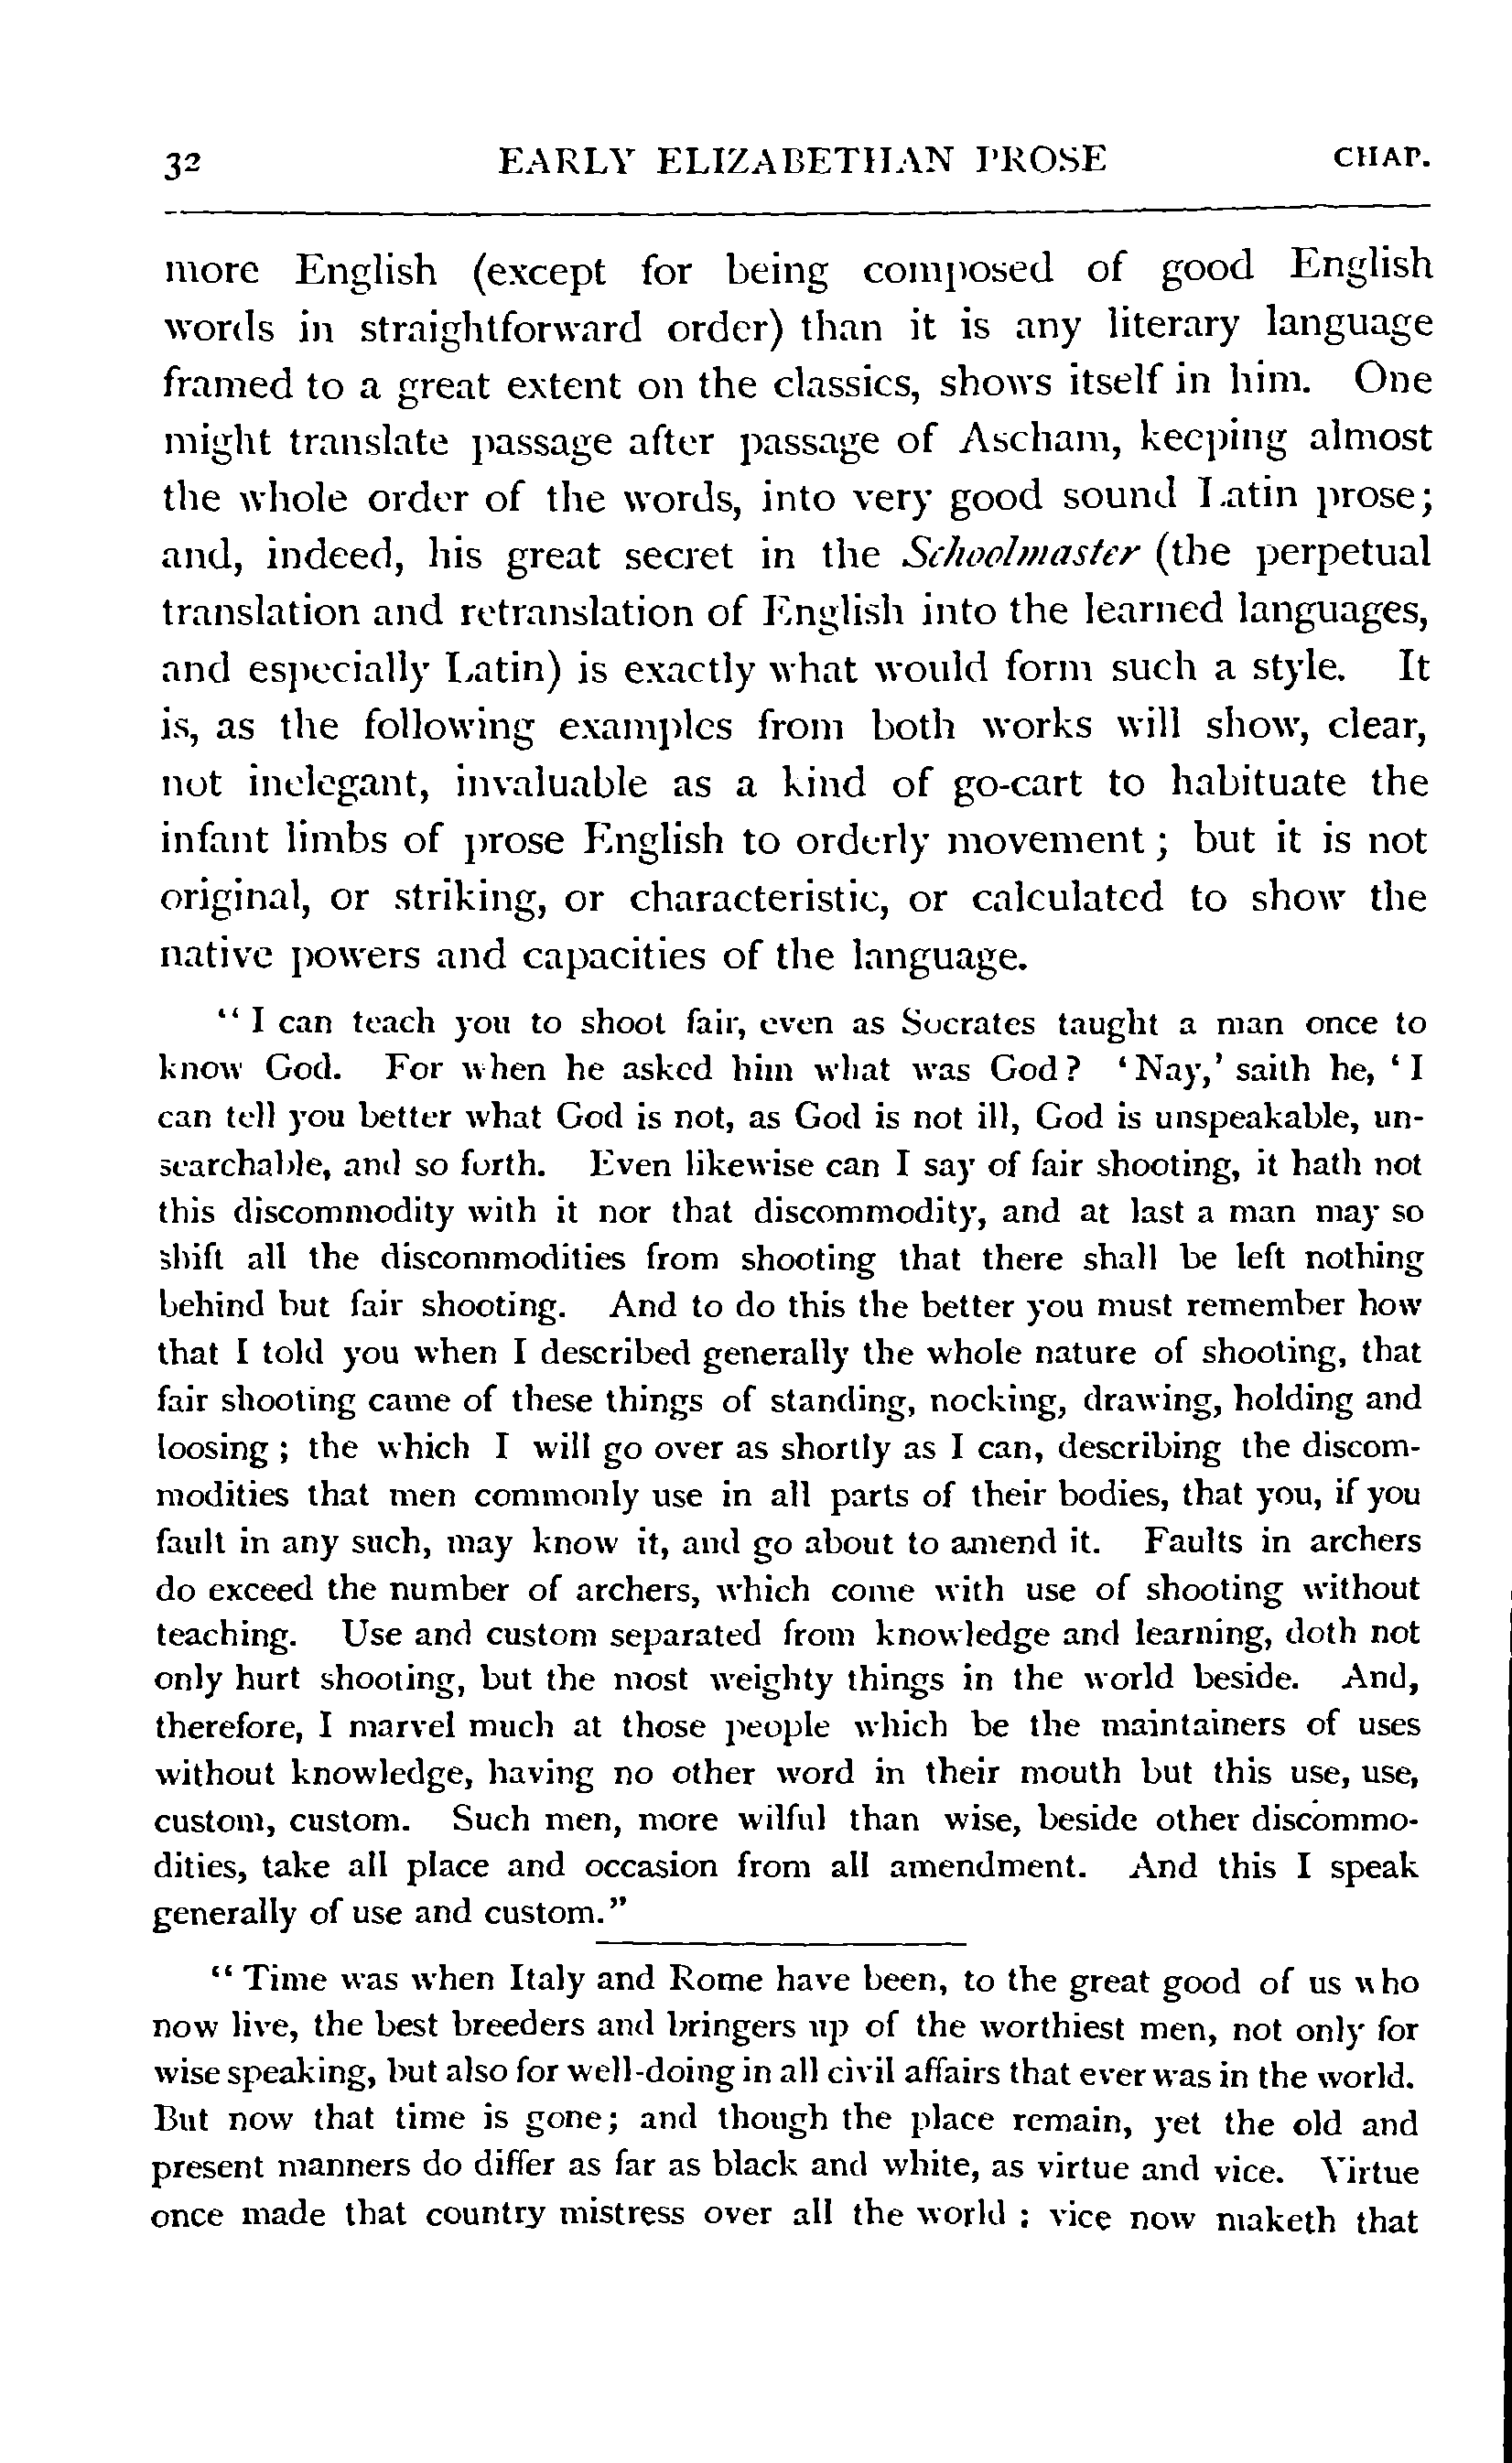 32 EARLY ELIZABETHAN PROSE CHAP.
more English (except for being composed of good English
words in straightforward order) than it is any literary language
framed to a great extent on the classics, shows itself in him. One
might translate passage after passage of Ascham, keeping almost
the whole order of the words, into very good sound Latin prose;
and, indeed, his great secret in the Schoolmaster (the perpetual
translation and retranslation of English into the learned languages,
and especially Latin) is exactly what would form such a style. It
is, as the following examples from both works will show, clear,
not inelegant, invaluable as a kind of go-cart to habituate the
infant limbs of prose English to orderly movement; but it is not
original, or striking, or characteristic, or calculated to show the
native powers and capacities of the language.
“I can teach you to shoot fair, even as Socrates taught a man once to
know God. For when he asked him what was God? ‘Nay,’ saith he, ‘I
can tell you better what God is not, as God is not ill, God is unspeakable, un-
searchable, and so forth. Even likewise can I say of fair shooting, it hath not
this discommodity with it nor that discommodity, and at last a man may so
shift all the discommodities from shooting that there shall be left nothing
behind but fair shooting. And to do this the better you must remember how
that I told you when I described generally the whole nature of shooting, that
fair shooting came of these things of standing, nocking, drawing, holding and
loosing; the which I will go over as shortly as I can, describing the discom-
modities that men commonly use in all parts of their bodies, that you, if you
fault in any such, may know it, and go about to amend it. Faults in archers
do exceed the number of archers, which come with use of shooting without
teaching. Use and custom separated from knowledge and learning, doth not
only hurt shooting, but the most weighty things in the world beside. And,
therefore, I marvel much at those people which be the maintainers of uses
without knowledge, having no other word in their mouth but this use, use,
custom, custom. Such men, more wilful than wise, beside other discommo-
dities, take all place and occasion from all amendment. And this I speak
generally of use and custom.”
“Time was when Italy and Rome have been, to the great good of us who
now live, the best breeders and bringers up of the worthiest men, not only for
wise speaking, but also for well-doing in all civil affairs that ever was in the world.
But now that time is gone; and though the place remain, yet the old and
present manners do differ as far as black and white, as virtue and vice. Virtue
once made that country mistress over all the world: vice now maketh that